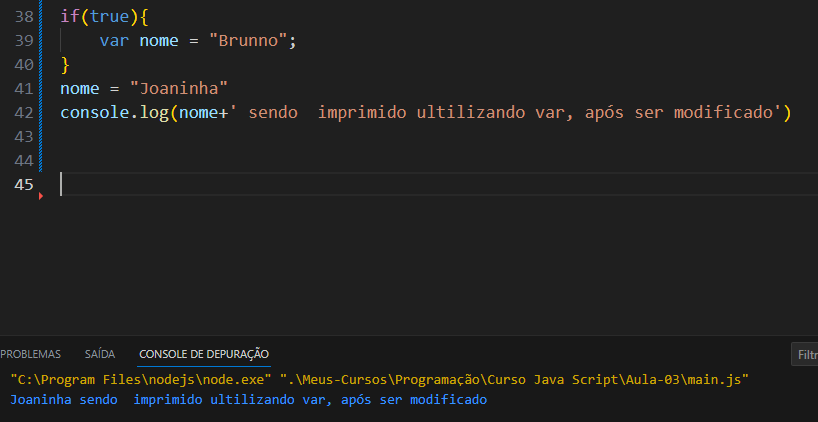 38 if(true){
39     var nome = "Brunno";
40 }
41 nome = "Joaninha"
42 console.log(nome+' sendo  imprimido ultilizando var, após ser modificado')
43
44
45
PROBLEMAS SAÍDA CONSOLE DE DEPURAÇÃO Filtr
"C:\Program Files\nodejs\node.exe" ".\Meus-Cursos\Programação\Curso Java Script\Aula-03\main.js"
Joaninha sendo  imprimido ultilizando var, após ser modificado